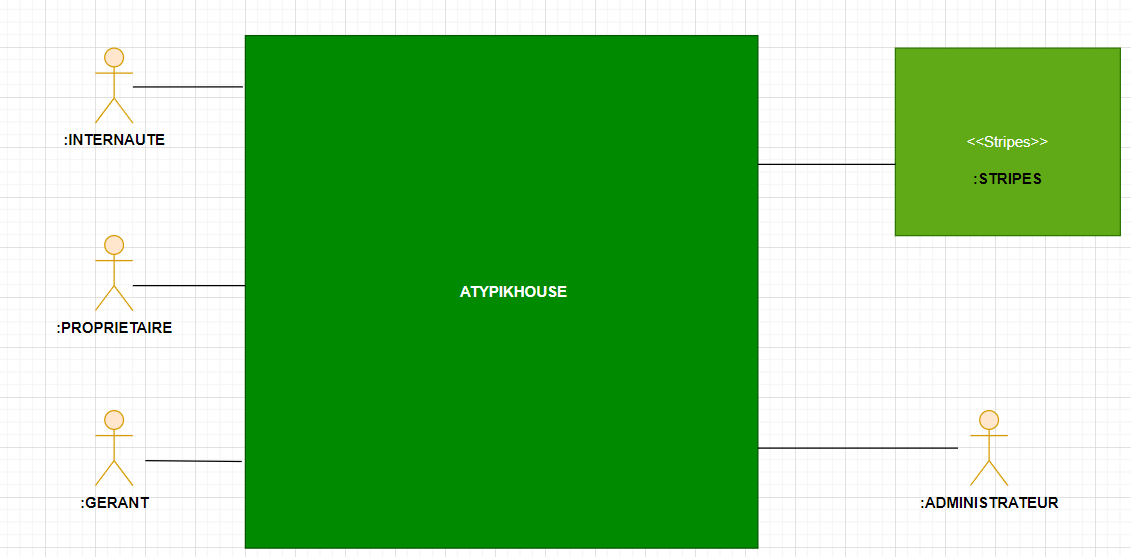 :INTERNAUTE
<<Stripes>>
:STRIPES
ATYPIKHOUSE
:PROPRIETAIRE
:GERANT
:ADMINISTRATEUR